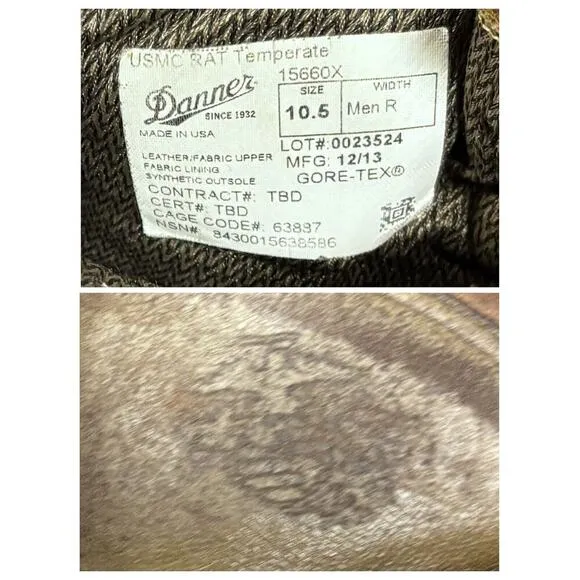 USMC RAT Temperate
15660X
Danner
SINCE 1932
SIZE WIDTH
10.5 Men R
MADE IN USA
LOT#:0023524
MFG: 12/13
GORE-TEX®
LEATHER/FABRIC UPPER
FABRIC LINING
SYNTHETIC OUTSOLE
CONTRACT#: TBD
CERT#: TBD
CAGE CODE#: 63887
NSN# 8430015638586